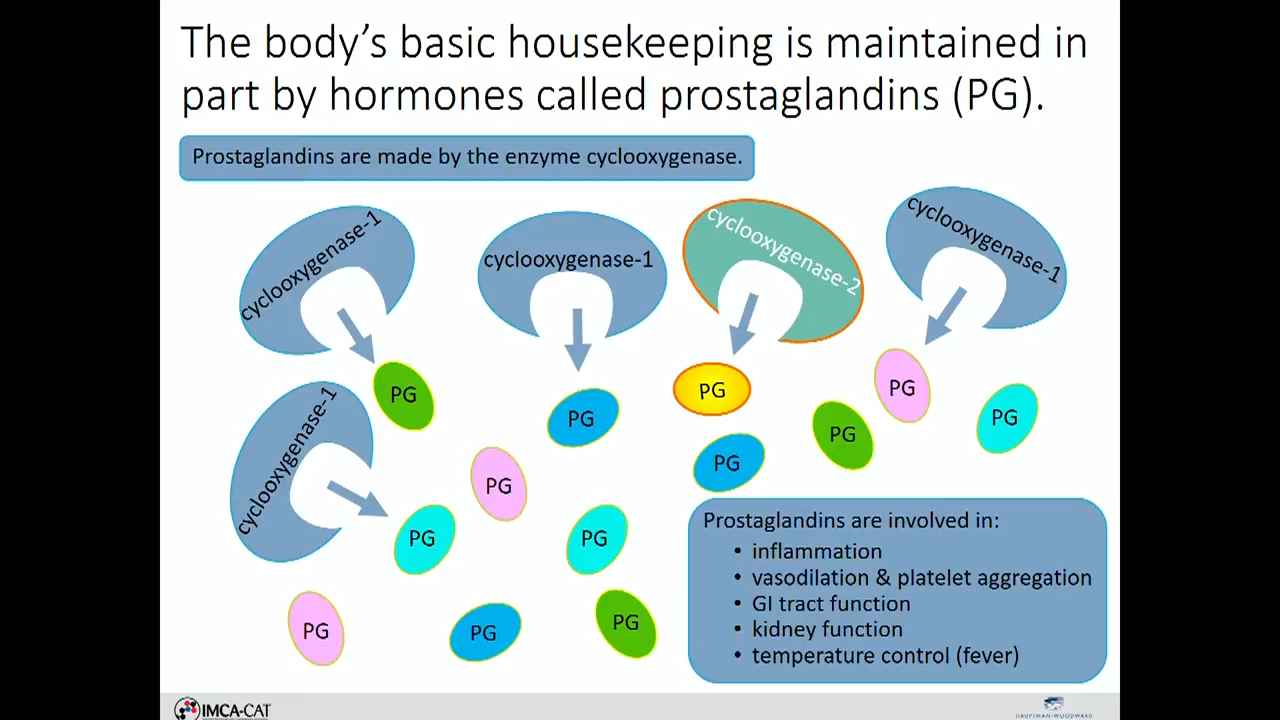 The body's basic housekeeping is maintained in
part by hormones called prostaglandins (PG).
Prostaglandins are made by the enzyme cyclooxygenase.
cyclooxygenase-1
cyclooxygenase-1
cyclooxygenase-2
cyclooxygenase-1
cyclooxygenase-1
PG
PG
PG
PG
PG
PG
PG
PG
PG
PG
PG
PG
PG
Prostaglandins are involved in:
• inflammation
• vasodilation & platelet aggregation
• GI tract function
• kidney function
• temperature control (fever)
IMCA-CAT
HAUPTMAN-WOODWARD